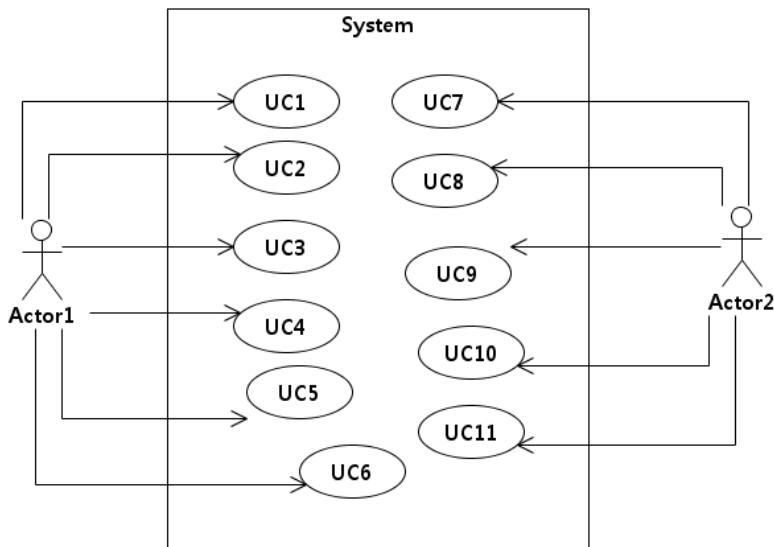 System
UC1
UC7
UC2
UC8
UC3
UC9
Actor1
Actor2
UC4
UC10
UC5
UC11
UC6